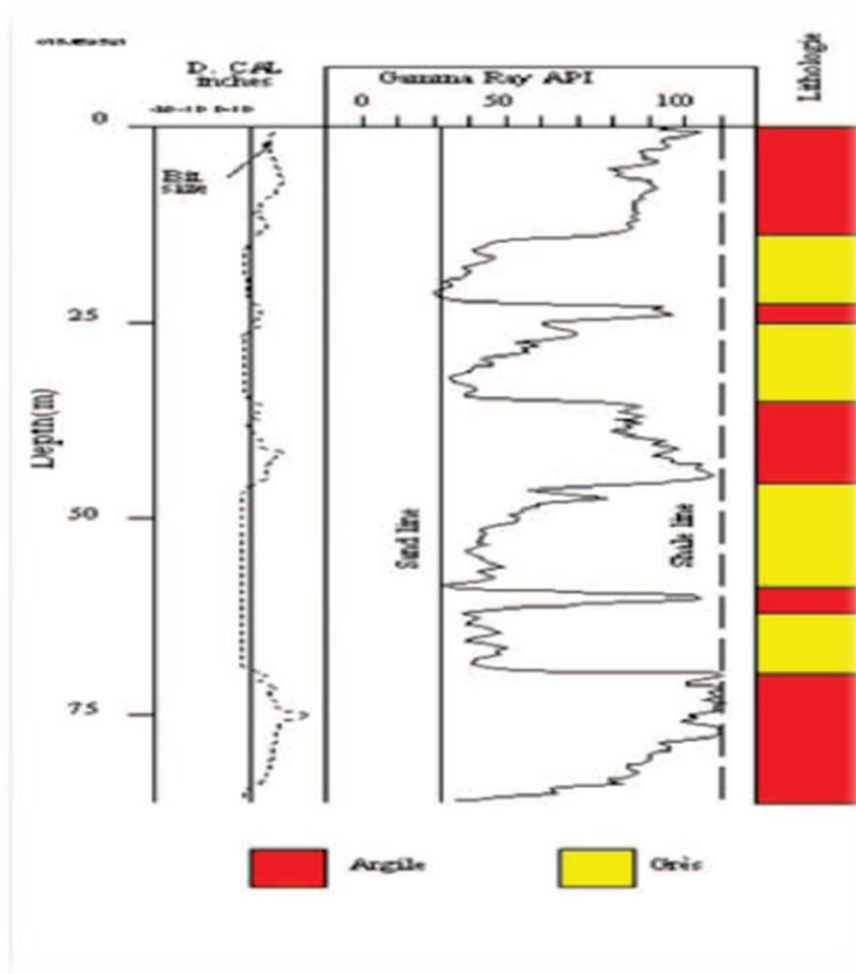 D. CAL
inches
Gamma Ray API
0 50 100
Lithologie
0
Bit
size
25
Depth(m)
50
Sand line
Shale line
75
Argile
Grès